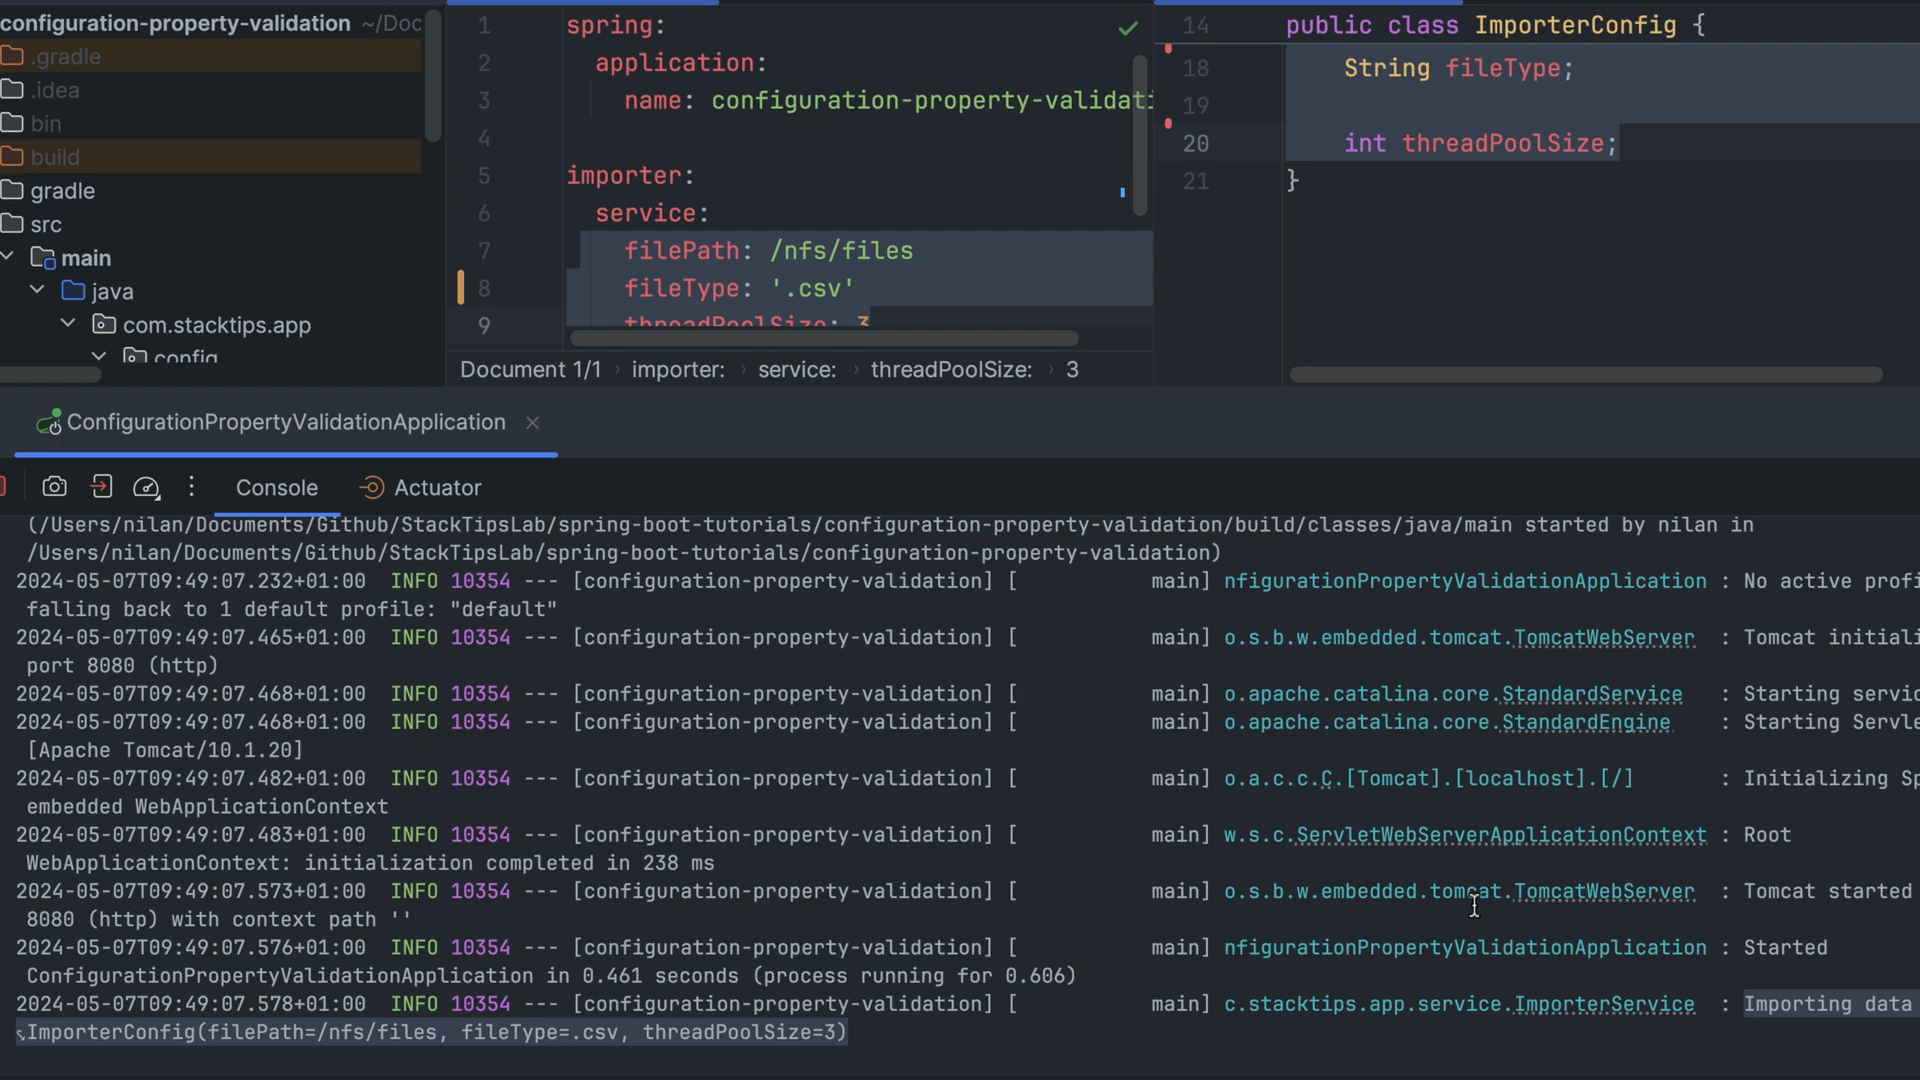 configuration-property-validation ~/Doc
.gradle
.idea
bin
build
gradle
src
main
java
com.stacktips.app
config
1 spring:
2 application:
3 name: configuration-property-validati
4
5 importer:
6 service:
7 filePath: /nfs/files
8 fileType: '.csv'
9 threadPoolSize: 3
Document 1/1 › importer: › service: › threadPoolSize: › 3
14 public class ImporterConfig {
18 String fileType;
19
20 int threadPoolSize;
21 }
ConfigurationPropertyValidationApplication
Console Actuator
(/Users/nilan/Documents/Github/StackTipsLab/spring-boot-tutorials/configuration-property-validation/build/classes/java/main started by nilan in
/Users/nilan/Documents/Github/StackTipsLab/spring-boot-tutorials/configuration-property-validation)
2024-05-07T09:49:07.232+01:00 INFO 10354 --- [configuration-property-validation] [ main] nfigurationPropertyValidationApplication : No active profi
falling back to 1 default profile: "default"
2024-05-07T09:49:07.465+01:00 INFO 10354 --- [configuration-property-validation] [ main] o.s.b.w.embedded.tomcat.TomcatWebServer : Tomcat initiali
port 8080 (http)
2024-05-07T09:49:07.468+01:00 INFO 10354 --- [configuration-property-validation] [ main] o.apache.catalina.core.StandardService : Starting servic
2024-05-07T09:49:07.468+01:00 INFO 10354 --- [configuration-property-validation] [ main] o.apache.catalina.core.StandardEngine : Starting Servle
[Apache Tomcat/10.1.20]
2024-05-07T09:49:07.482+01:00 INFO 10354 --- [configuration-property-validation] [ main] o.a.c.c.C.[Tomcat].[localhost].[/] : Initializing Sp
embedded WebApplicationContext
2024-05-07T09:49:07.483+01:00 INFO 10354 --- [configuration-property-validation] [ main] w.s.c.ServletWebServerApplicationContext : Root
WebApplicationContext: initialization completed in 238 ms
2024-05-07T09:49:07.573+01:00 INFO 10354 --- [configuration-property-validation] [ main] o.s.b.w.embedded.tomcat.TomcatWebServer : Tomcat started
8080 (http) with context path ''
2024-05-07T09:49:07.576+01:00 INFO 10354 --- [configuration-property-validation] [ main] nfigurationPropertyValidationApplication : Started
ConfigurationPropertyValidationApplication in 0.461 seconds (process running for 0.606)
2024-05-07T09:49:07.578+01:00 INFO 10354 --- [configuration-property-validation] [ main] c.stacktips.app.service.ImporterService : Importing data
ImporterConfig(filePath=/nfs/files, fileType=.csv, threadPoolSize=3)